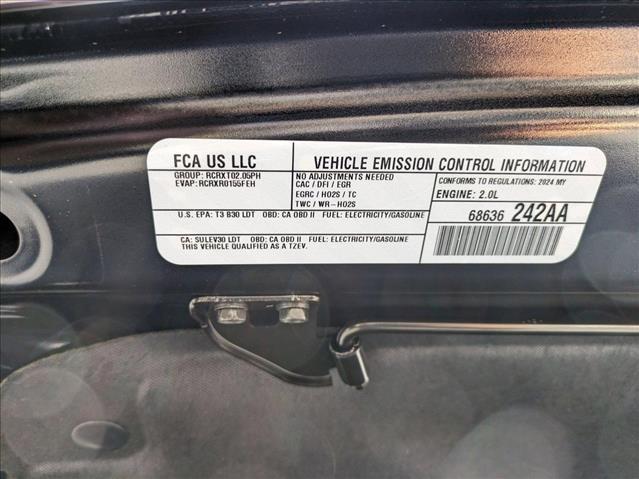 FCA US LLC
VEHICLE EMISSION CONTROL INFORMATION
GROUP: RCRXT02.05PH
EVAP: RCRXR0155FEH
NO ADJUSTMENTS NEEDED
CAC / DFI / EGR
EGRC / HO2S / TC
TWC / WR-HO2S
CONFORMS TO REGULATIONS: 2024 MY
ENGINE: 2.0L
U.S. EPA: T3 B30 LDT OBD: CA OBD II FUEL: ELECTRICITY/GASOLINE
68636 242AA
CA: SULEV30 LDT OBD: CA OBD II FUEL: ELECTRICITY/GASOLINE
THIS VEHICLE QUALIFIED AS A TZEV.